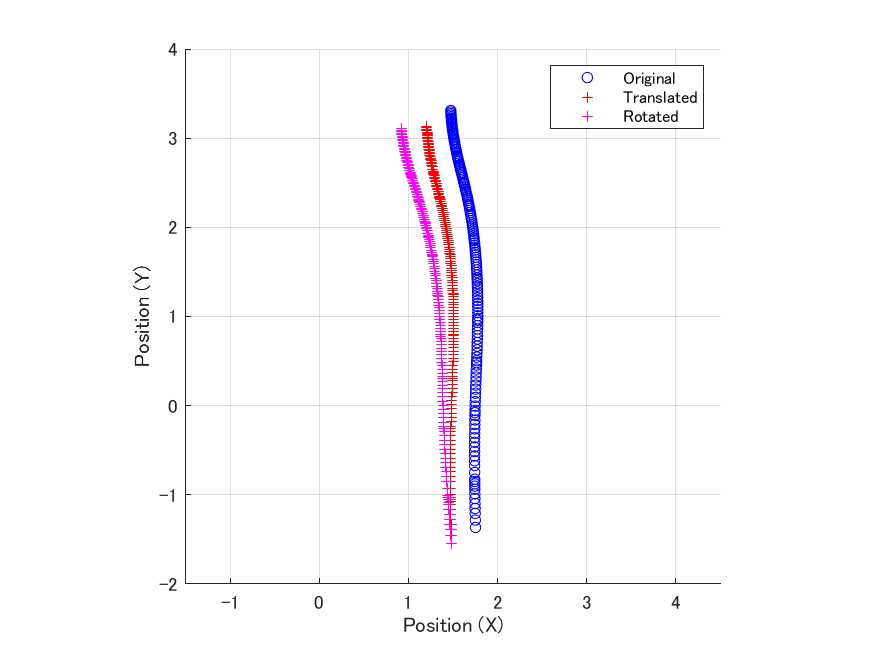 4
3
2
1
0
-1
-2
-1
0
1
2
3
4
Position (X)
Position (Y)
Original
Translated
Rotated